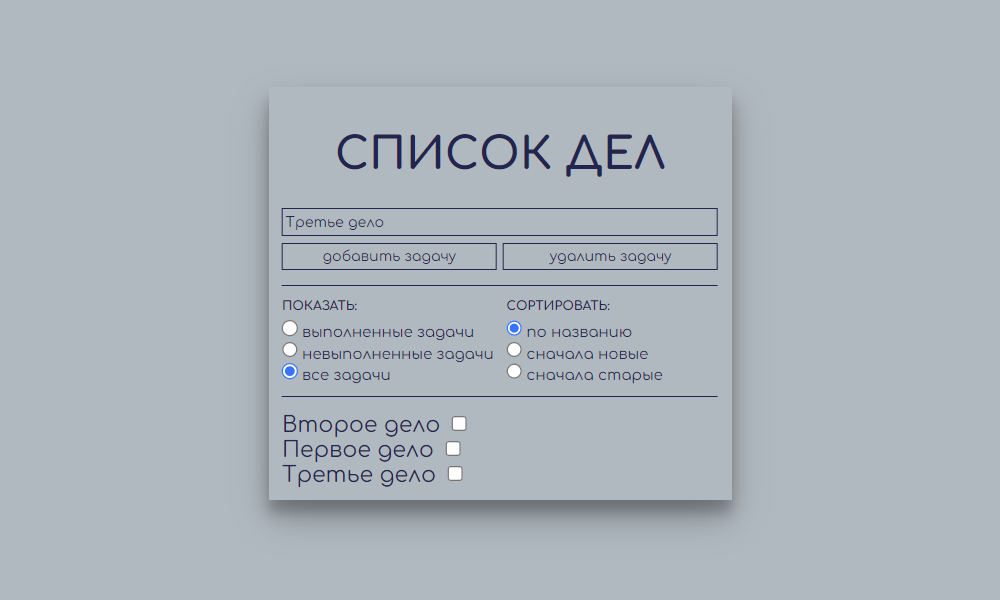 СПИСОК ДЕЛ
Третье дело
добавить задачу удалить задачу
ПОКАЗАТЬ:
выполненные задачи
невыполненные задачи
все задачи
СОРТИРОВАТЬ:
по названию
сначала новые
сначала старые
Второе дело
Первое дело
Третье дело